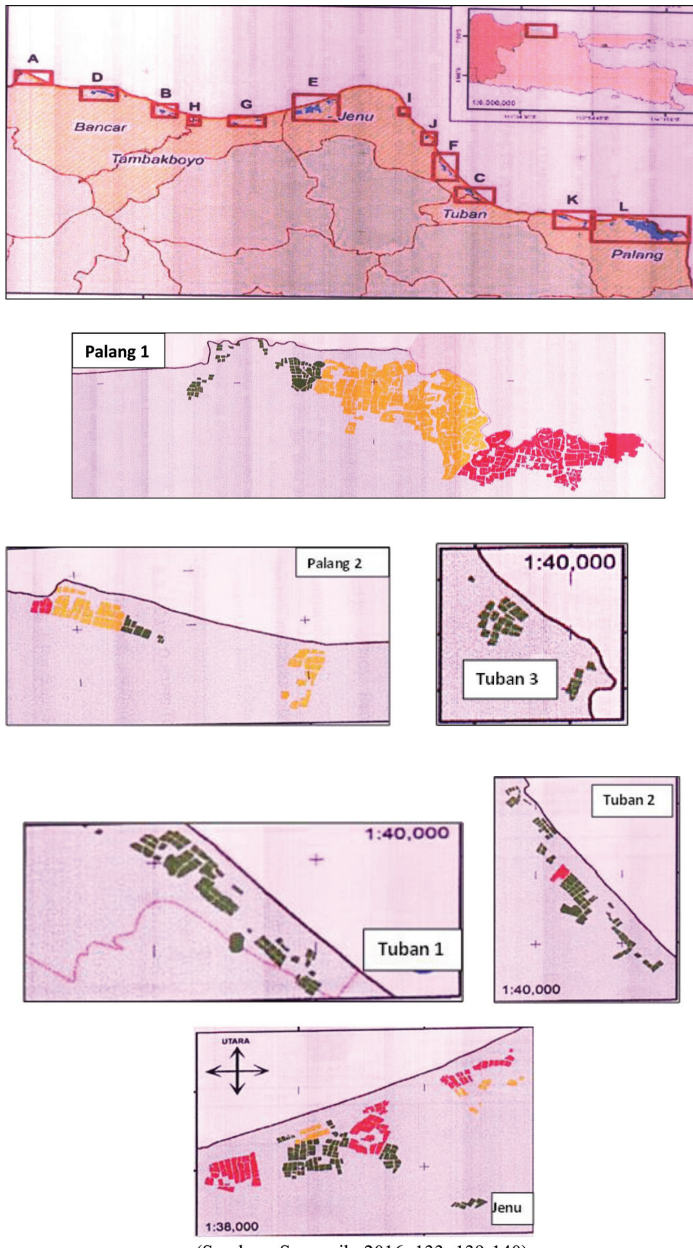 A
D
B
H
G
E
I
J
F
C
K
L
Bancar
Tambakboyo
Jenu
Tuban
Palang
Palang 1
Palang 2
1:40,000
Tuban 3
1:40,000
Tuban 1
Tuban 2
1:40,000
UTARA
Jenu
1:38,000